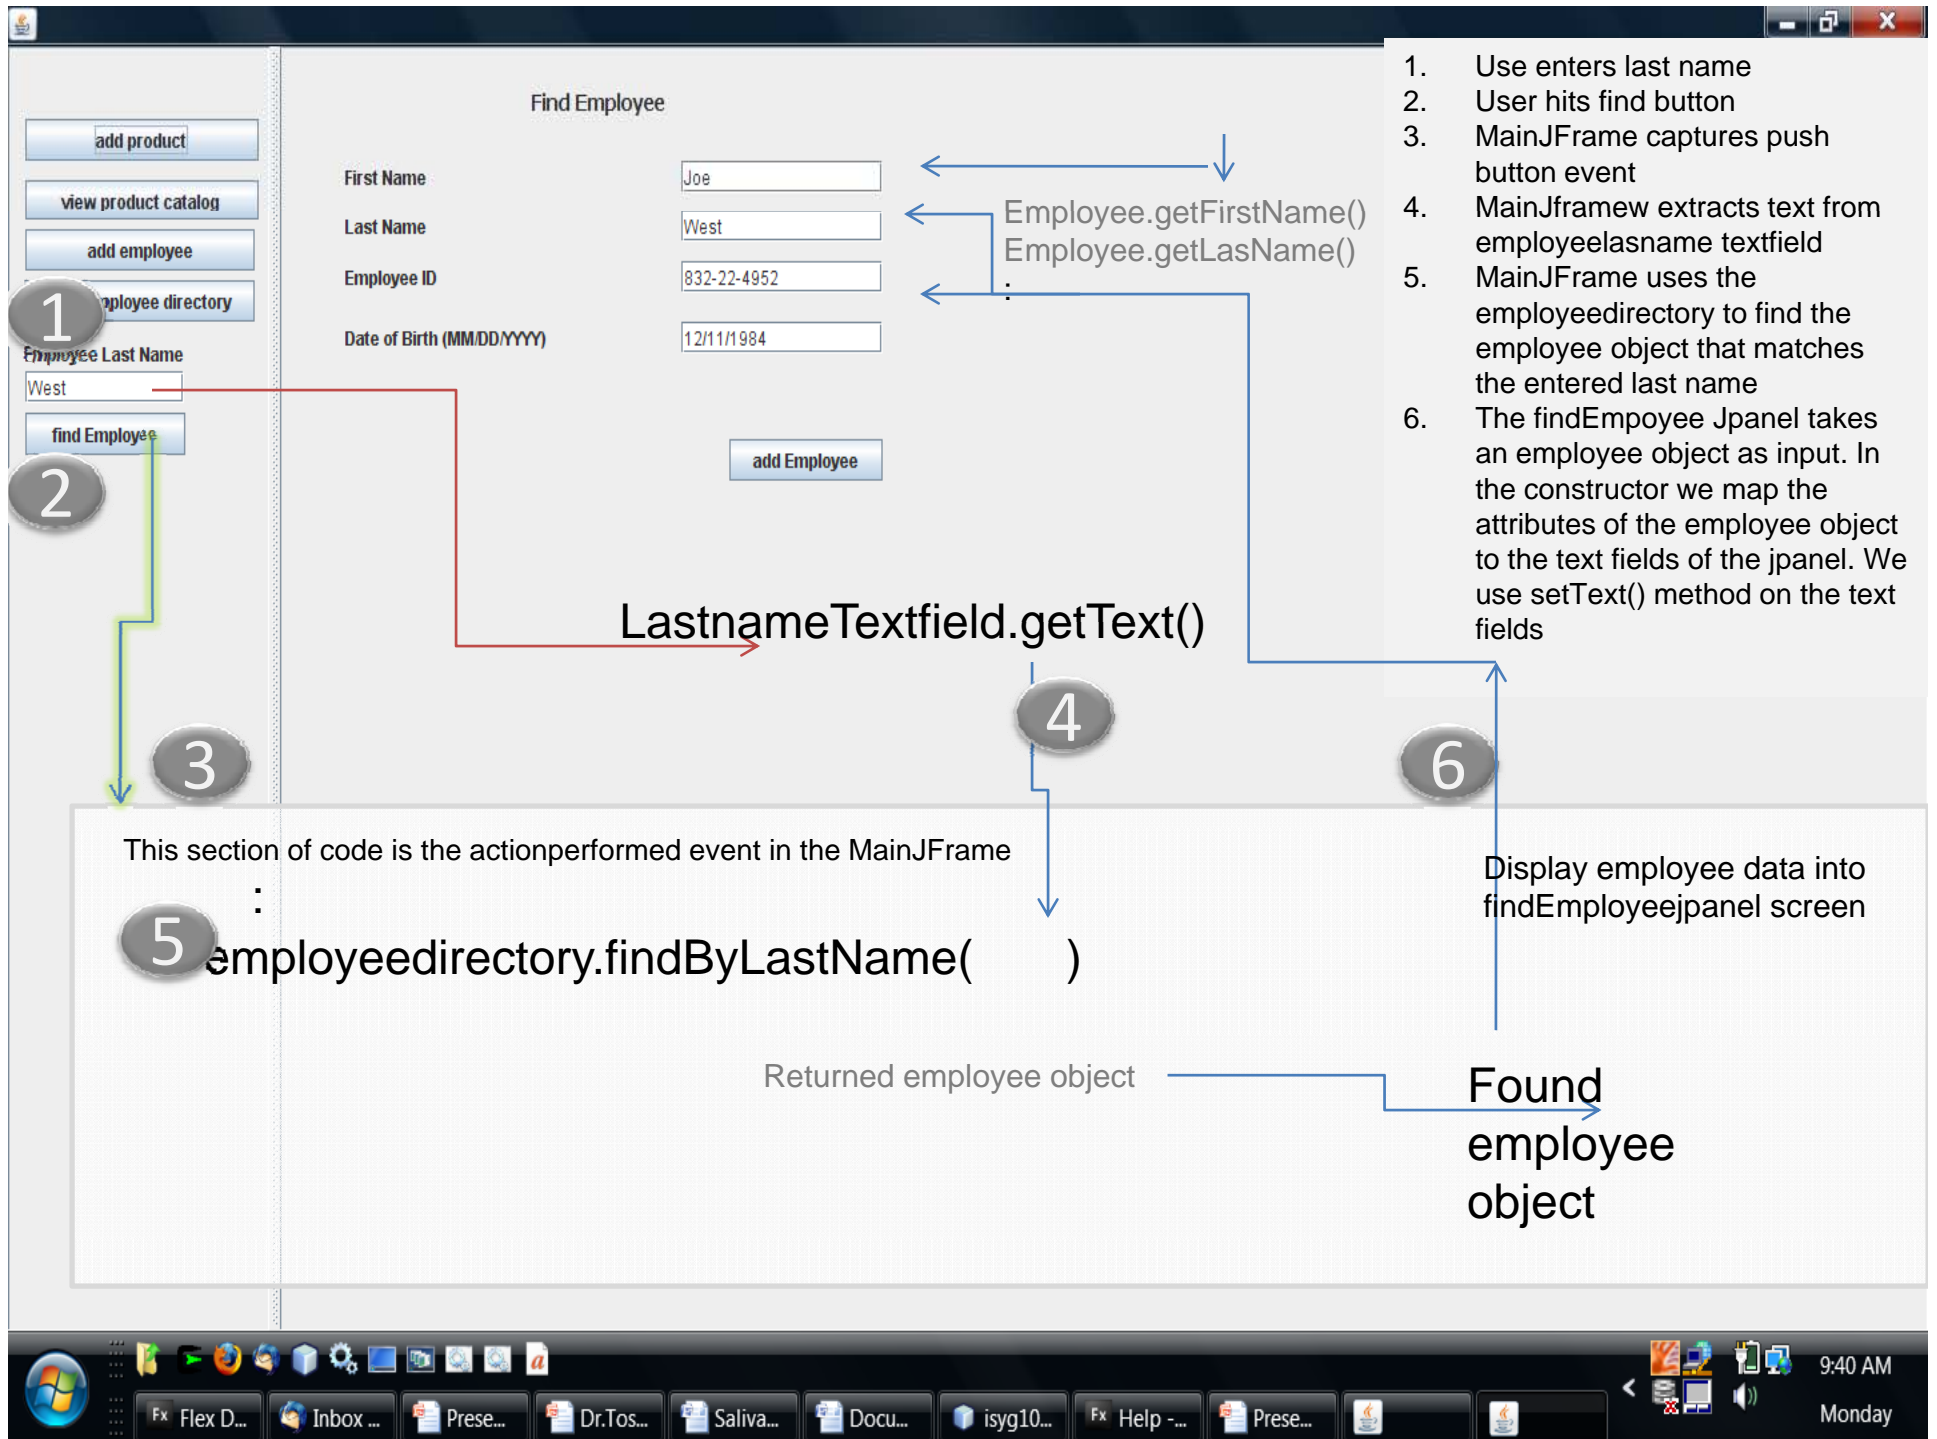 Find Employee
add product
view product catalog
add employee
employee directory
Employee Last Name
West
find Employee
First Name
Joe
Last Name
West
Employee ID
832-22-4952
Date of Birth (MM/DD/YYYY)
12/11/1984
add Employee
Employee.getFirstName()
Employee.getLasName()
:
1. Use enters last name
2. User hits find button
3. MainJFrame captures push
button event
4. MainJframew extracts text from
employeelasname textfield
5. MainJFrame uses the
employeedirectory to find the
employee object that matches
the entered last name
6. The findEmpoyee Jpanel takes
an employee object as input. In
the constructor we map the
attributes of the employee object
to the text fields of the jpanel. We
use setText() method on the text
fields
1
2
LastnameTextfield.getText()
3
4
6
This section of code is the actionperformed event in the MainJFrame
:
5
employeedirectory.findByLastName( )
Display employee data into
findEmployeejpanel screen
Returned employee object
Found
employee
object
9:40 AM
Monday
Fx Flex D...
Inbox ...
Prese...
Dr.Tos...
Saliva...
Docu...
isyg10...
Fx Help -...
Prese...